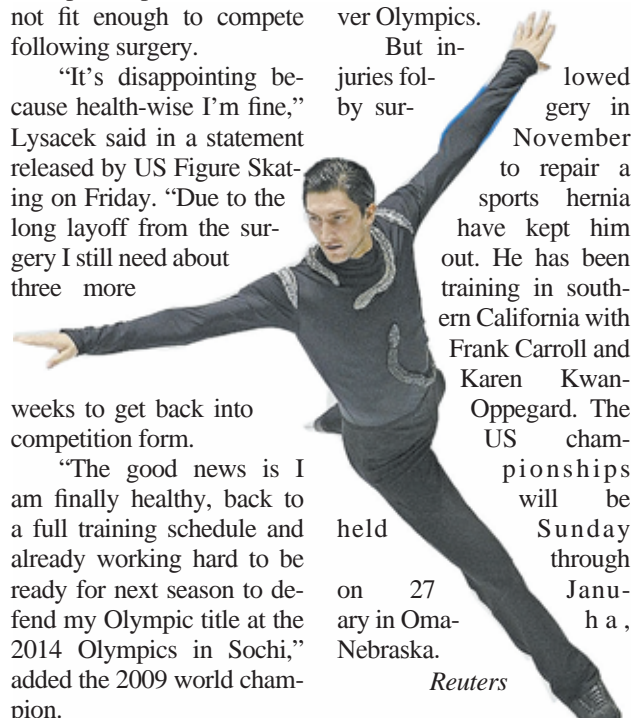 not fit enough to compete
following surgery.
“It’s disappointing be-
cause health-wise I’m fine,”
Lysacek said in a statement
released by US Figure Skat-
ing on Friday. “Due to the
long layoff from the sur-
gery I still need about
three more
weeks to get back into
competition form.
“The good news is I
am finally healthy, back to
a full training schedule and
already working hard to be
ready for next season to de-
fend my Olympic title at the
2014 Olympics in Sochi,”
added the 2009 world cham-
pion.
ver Olympics.
But in-
juries fol- lowed
by sur- gery in
November
to repair a
sports hernia
have kept him
out. He has been
training in south-
ern California with
Frank Carroll and
Karen Kwan-
Oppegard. The
US cham-
pionships
will be
held Sunday
through
on 27 Janu-
ary in Oma- ha,
Nebraska.
Reuters